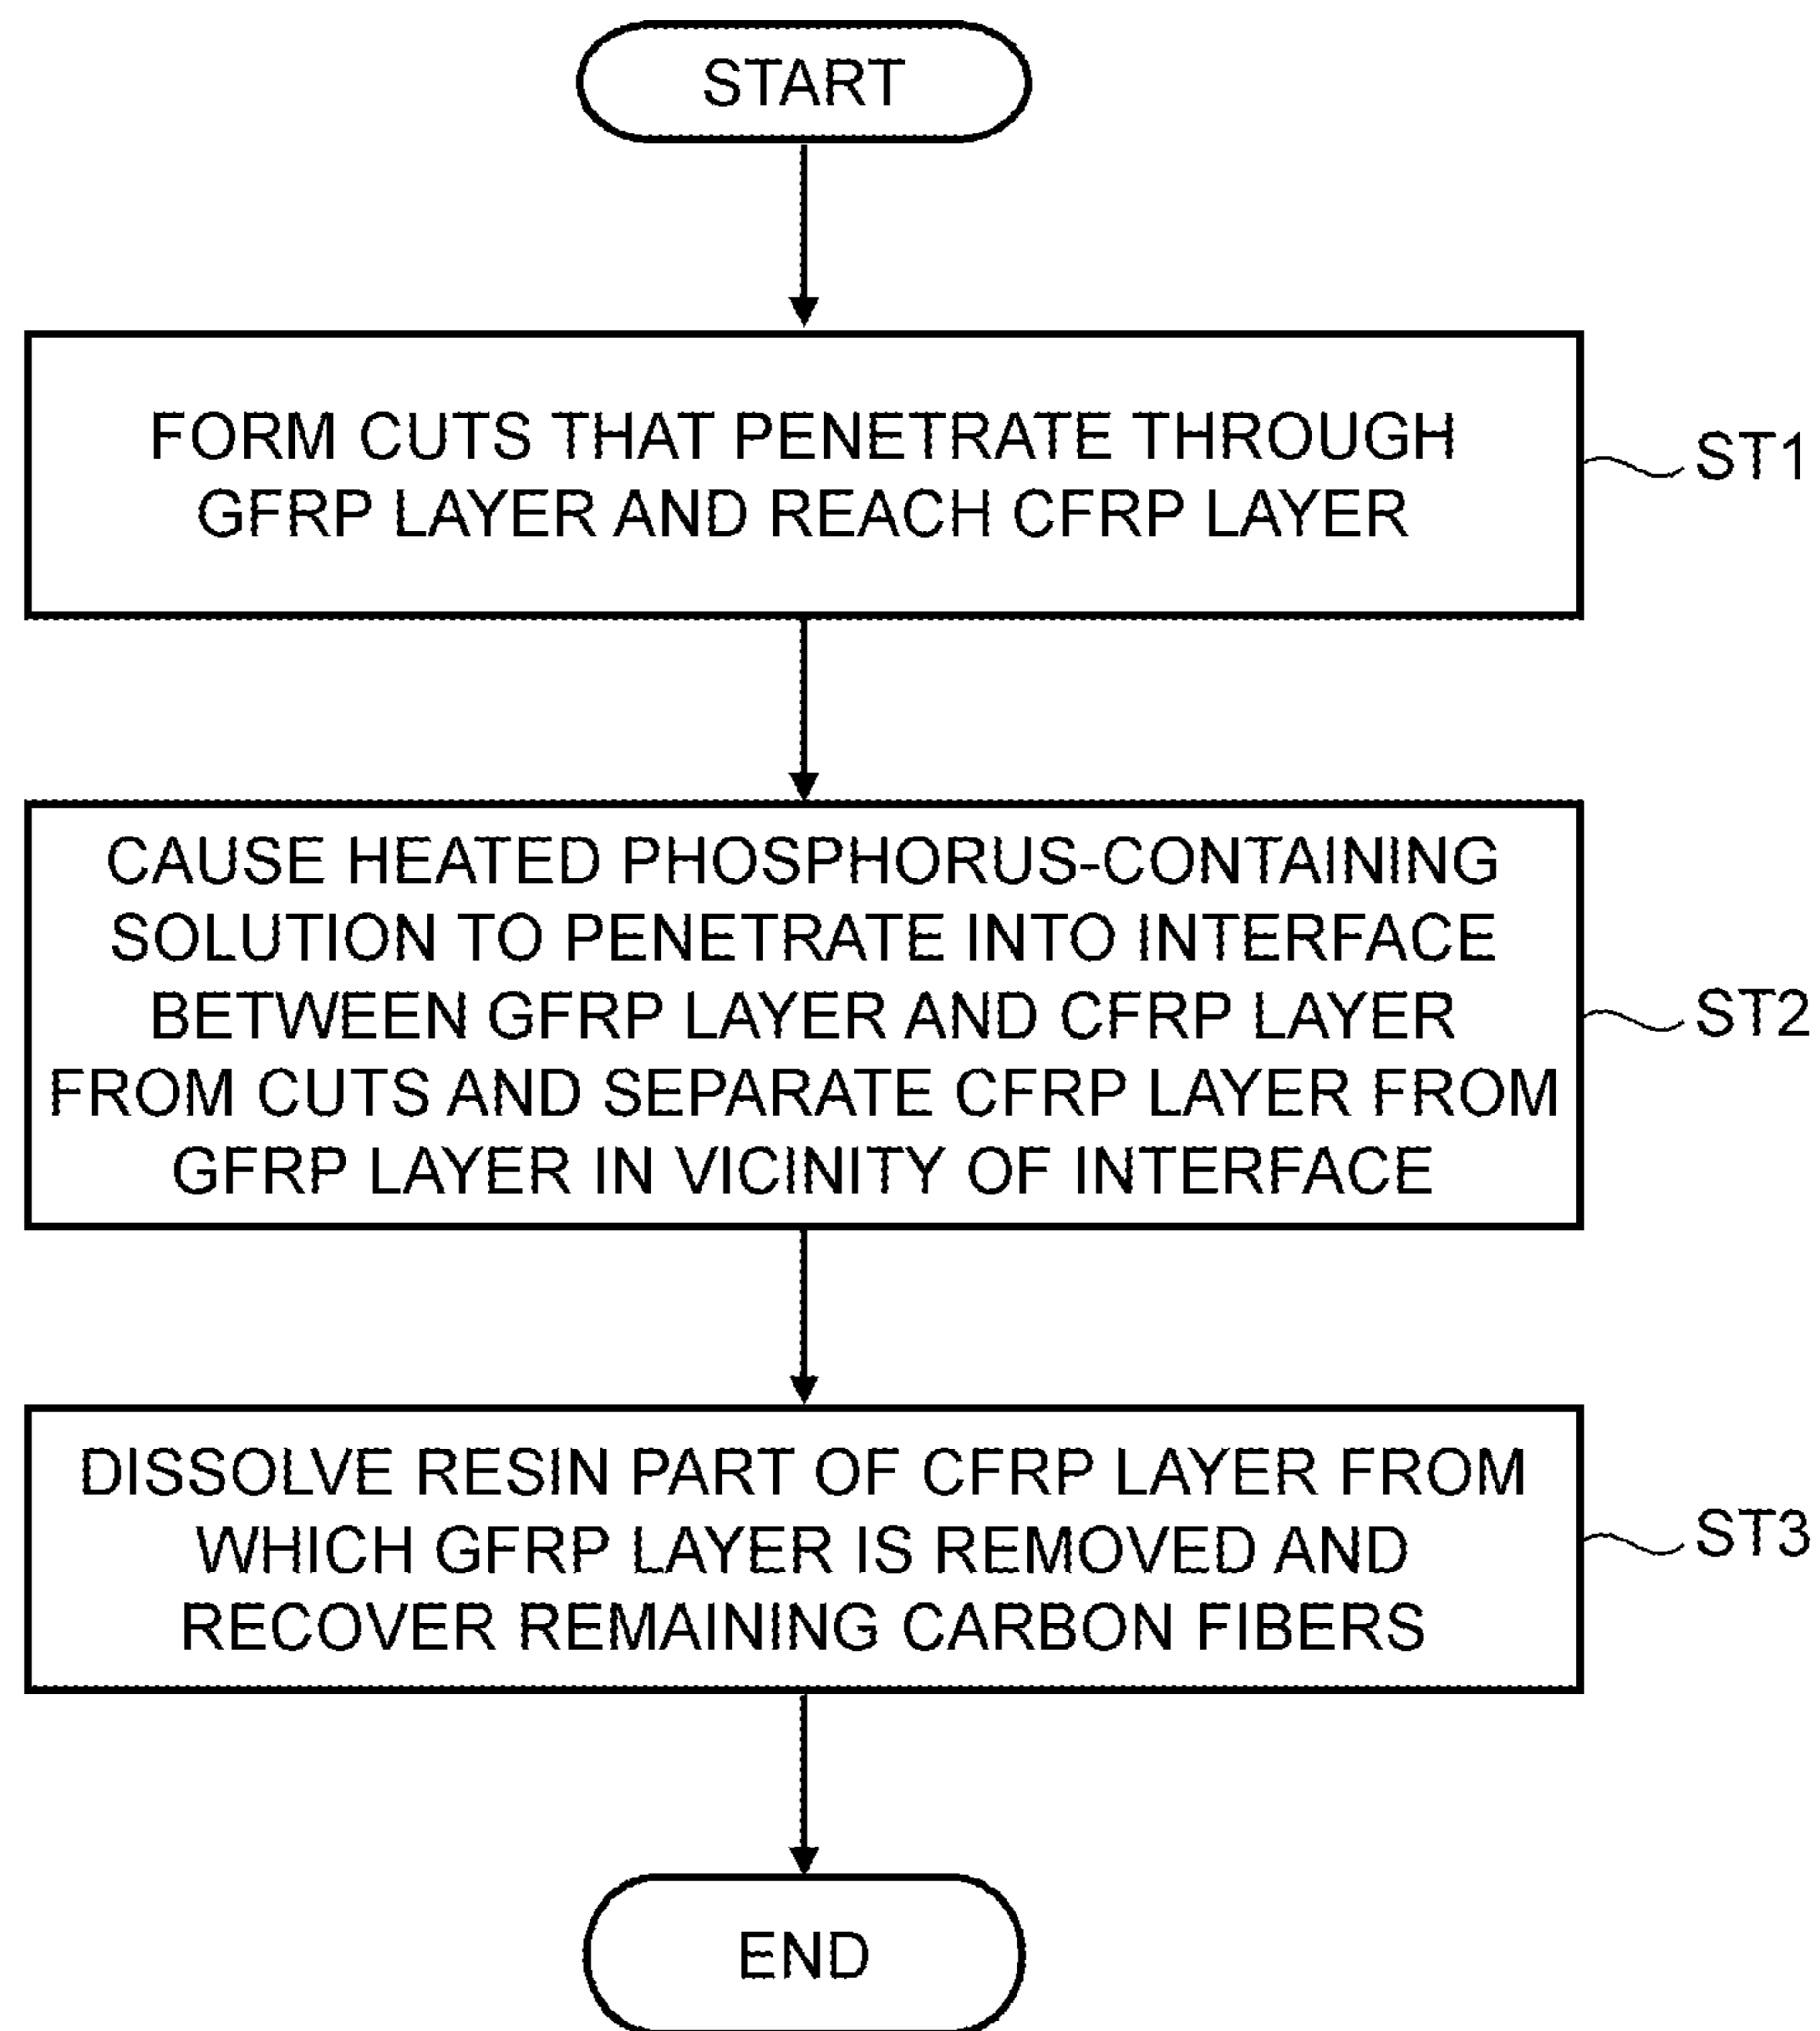 START
FORM CUTS THAT PENETRATE THROUGH
GFRP LAYER AND REACH CFRP LAYER
ST1
CAUSE HEATED PHOSPHORUS-CONTAINING
SOLUTION TO PENETRATE INTO INTERFACE
BETWEEN GFRP LAYER AND CFRP LAYER
FROM CUTS AND SEPARATE CFRP LAYER FROM
GFRP LAYER IN VICINITY OF INTERFACE
ST2
DISSOLVE RESIN PART OF CFRP LAYER FROM
WHICH GFRP LAYER IS REMOVED AND
RECOVER REMAINING CARBON FIBERS
ST3
END